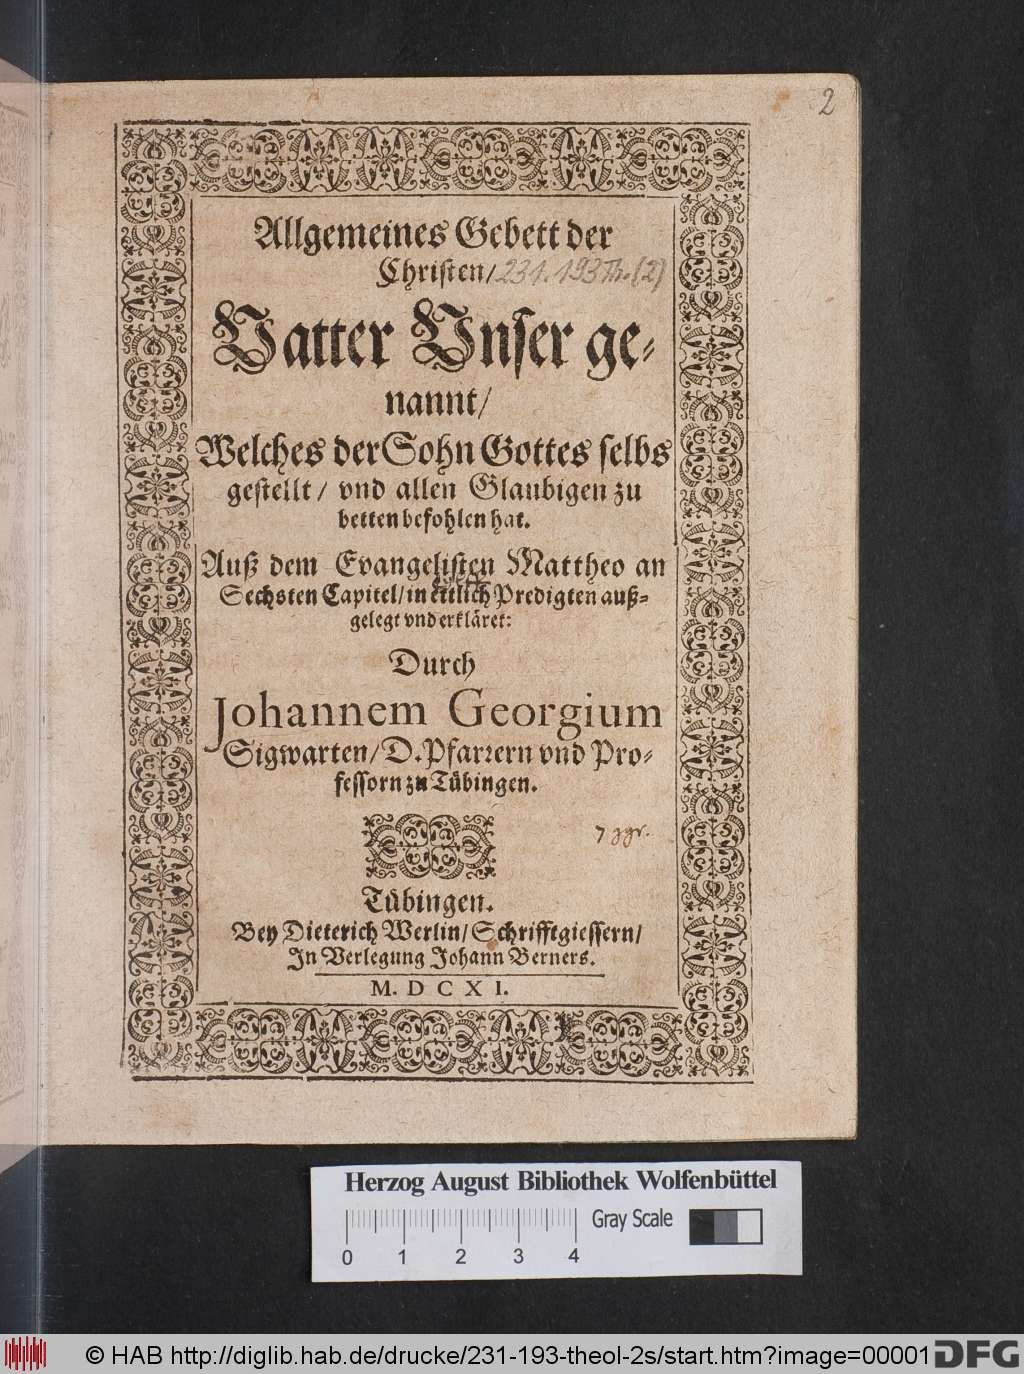 2
Allgemeines Gebett der
Christen/ 231. 193 Th. (2)
Vatter Vnser ge-
nannt/
Welches der Sohn Gottes selbs
gestellt/ vnd allen Glaubigen zu
betten befohlen hat.
Auß dem Evangelisten Mattheo an
Sechsten Capitel/ in ettlich Predigten auß-
gelegt vnd erkläret:
Durch
Johannem Georgium
Sigwarten/ D. Pfarrern vnd Pro-
fessorn zu Tübingen.
Tübingen.
Bey Dieterich Werlin/ Schrifftgiessern/
In Verlegung Johann Berners.
M. D C X I.
Herzog August Bibliothek Wolfenbüttel
Gray Scale
0 1 2 3 4
© HAB http://diglib.hab.de/drucke/231-193-theol-2s/start.htm?image=00001
DFG